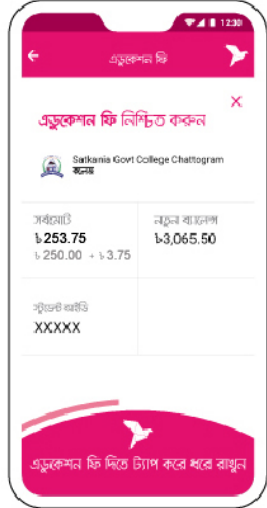 12:30
এডুকেশন ফি
এডুকেশন ফি নিশ্চিত করুন
Satkania Govt College Chattogram
কলেজ
সর্বমোট
নতুন ব্যালেন্স
৳253.75
৳3,065.50
৳ 250.00 + ৳ 3.75
স্টুডেন্ট আইডি
XXXXX
এডুকেশন ফি দিতে ট্যাপ করে ধরে রাখুন